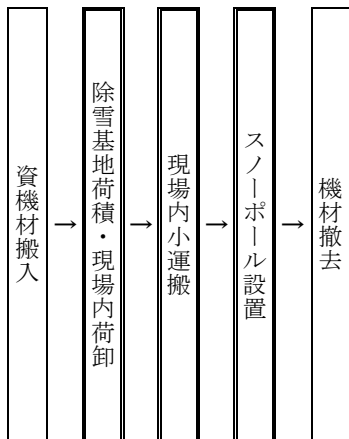 資機材搬入
→
除雪基地荷積・現場内荷卸
→
現場内小運搬
→
スノーポール設置
→
機材撤去